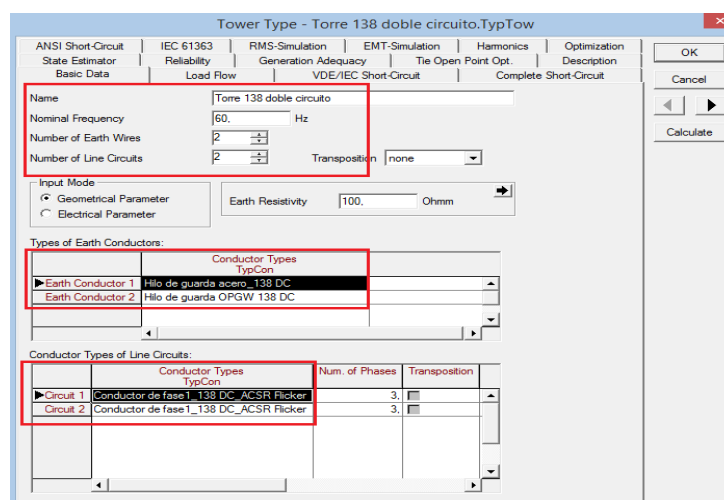 Tower Type - Torre 138 doble circuito.TypTow
ANSI Short-Circuit IEC 61363 RMS-Simulation EMT-Simulation Harmonics Optimization
State Estimator Reliability Generation Adequacy Tie Open Point Opt. Description
Basic Data Load Flow VDE/IEC Short-Circuit Complete Short-Circuit
OK
Cancel
Calculate
Name Torre 138 doble circuito
Nominal Frequency 60, Hz
Number of Earth Wires 2
Number of Line Circuits 2 Transposition none
Input Mode
Geometrical Parameter
Electrical Parameter
Earth Resistivity 100, Ohmm
Types of Earth Conductors:
Conductor Types
TypCon
Earth Conductor 1 Hilo de guarda acero_138 DC
Earth Conductor 2 Hilo de guarda OPGW 138 DC
Conductor Types of Line Circuits:
Conductor Types Num. of Phases Transposition
TypCon
Circuit 1 Conductor de fase1_138 DC_ACSR Flicker 3,
Circuit 2 Conductor de fase1_138 DC_ACSR Flicker 3,